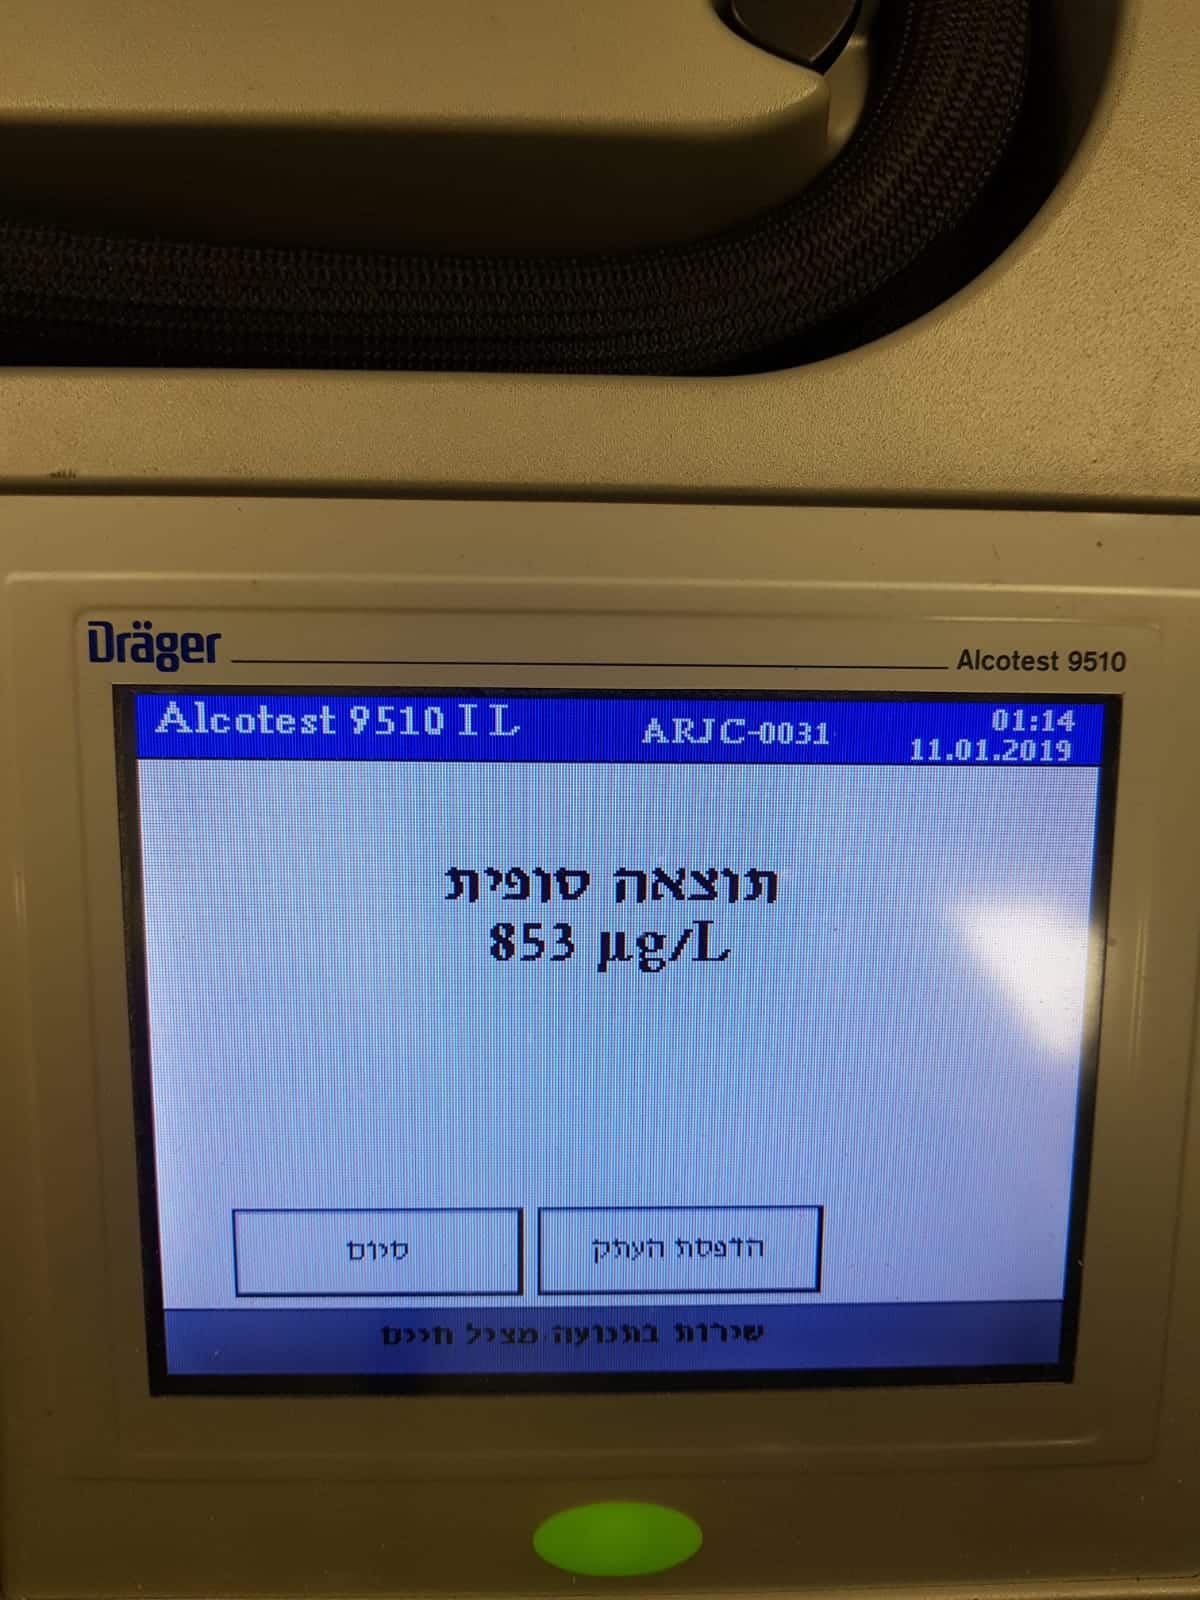 Dräger
Alcotest 9510
Alcotest 9510 IL
ARJC-0031
01:14
11.01.2019
תוצאה סופית
853 µg/L
הדפסת העתק
סיום
שירות בתנועה מציל חיים